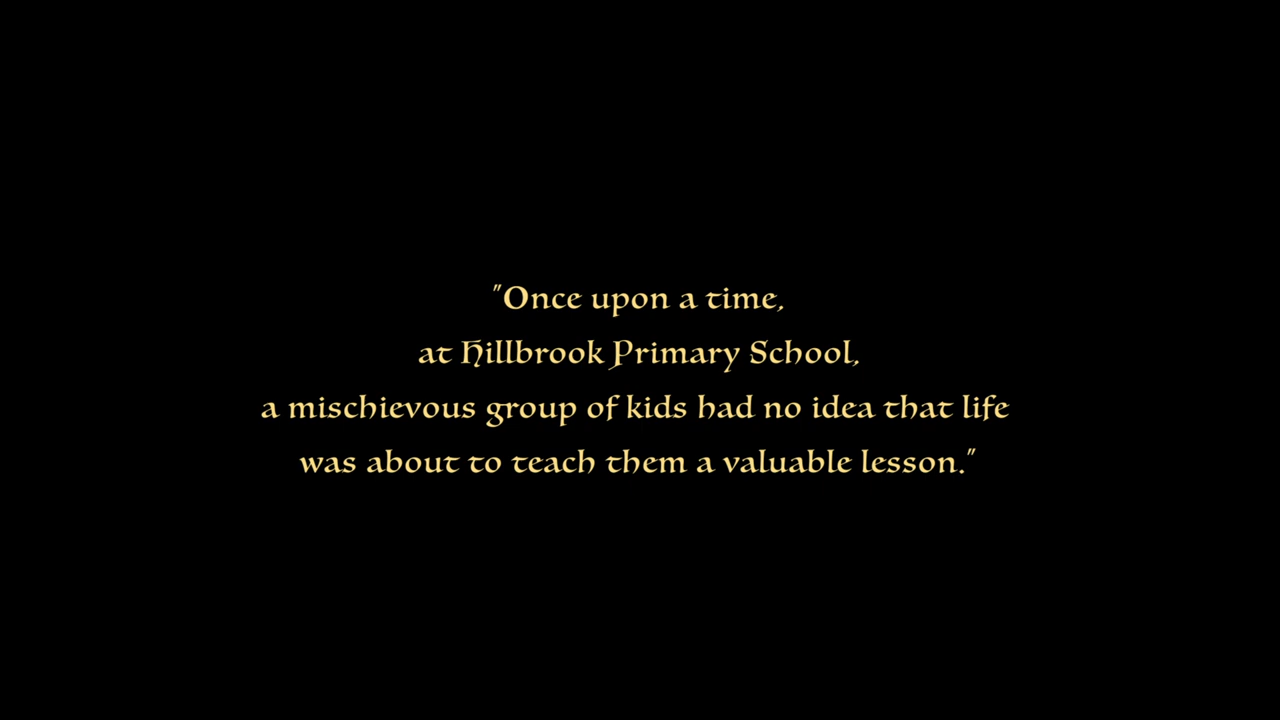 "Once upon a time,
at Hillbrook Primary School,
a mischievous group of kids had no idea that life
was about to teach them a valuable lesson."